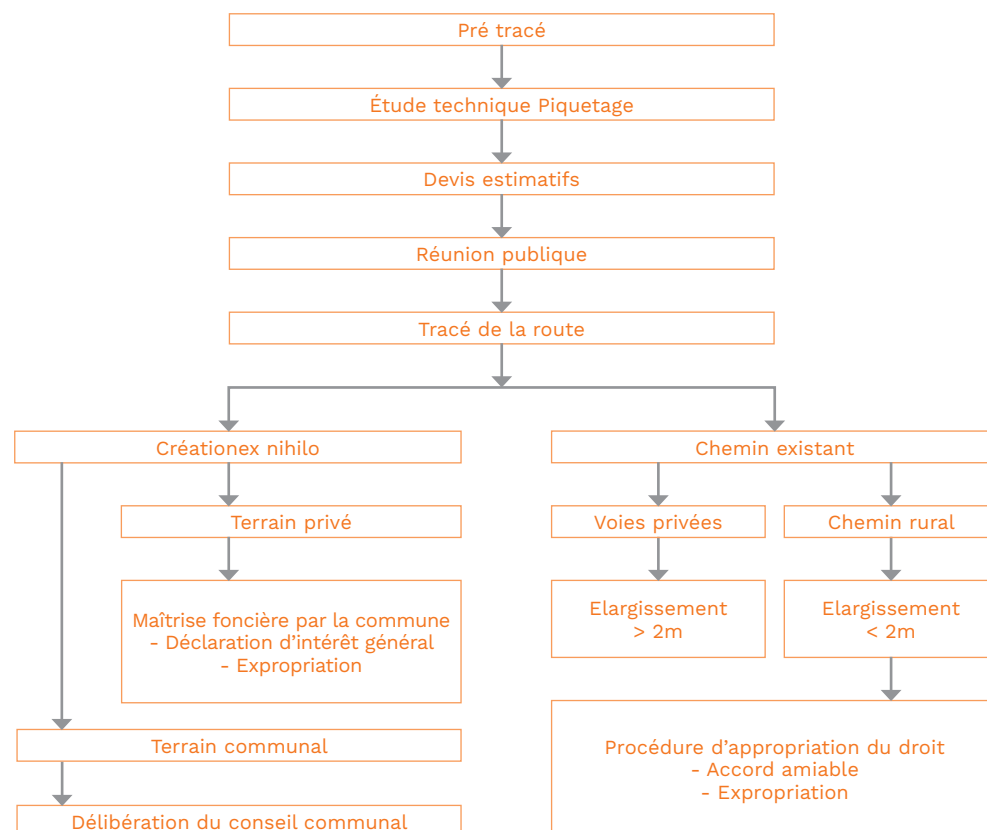 Pré tracé
Étude technique Piquetage
Devis estimatifs
Réunion publique
Tracé de la route
Créationex nihilo
Chemin existant
Terrain privé
Voies privées
Chemin rural
Maîtrise foncière par la commune
- Déclaration d'intérêt général
- Expropriation
Elargissement
> 2m
Elargissement
< 2m
Terrain communal
Procédure d'appropriation du droit
- Accord amiable
- Expropriation
Délibération du conseil communal